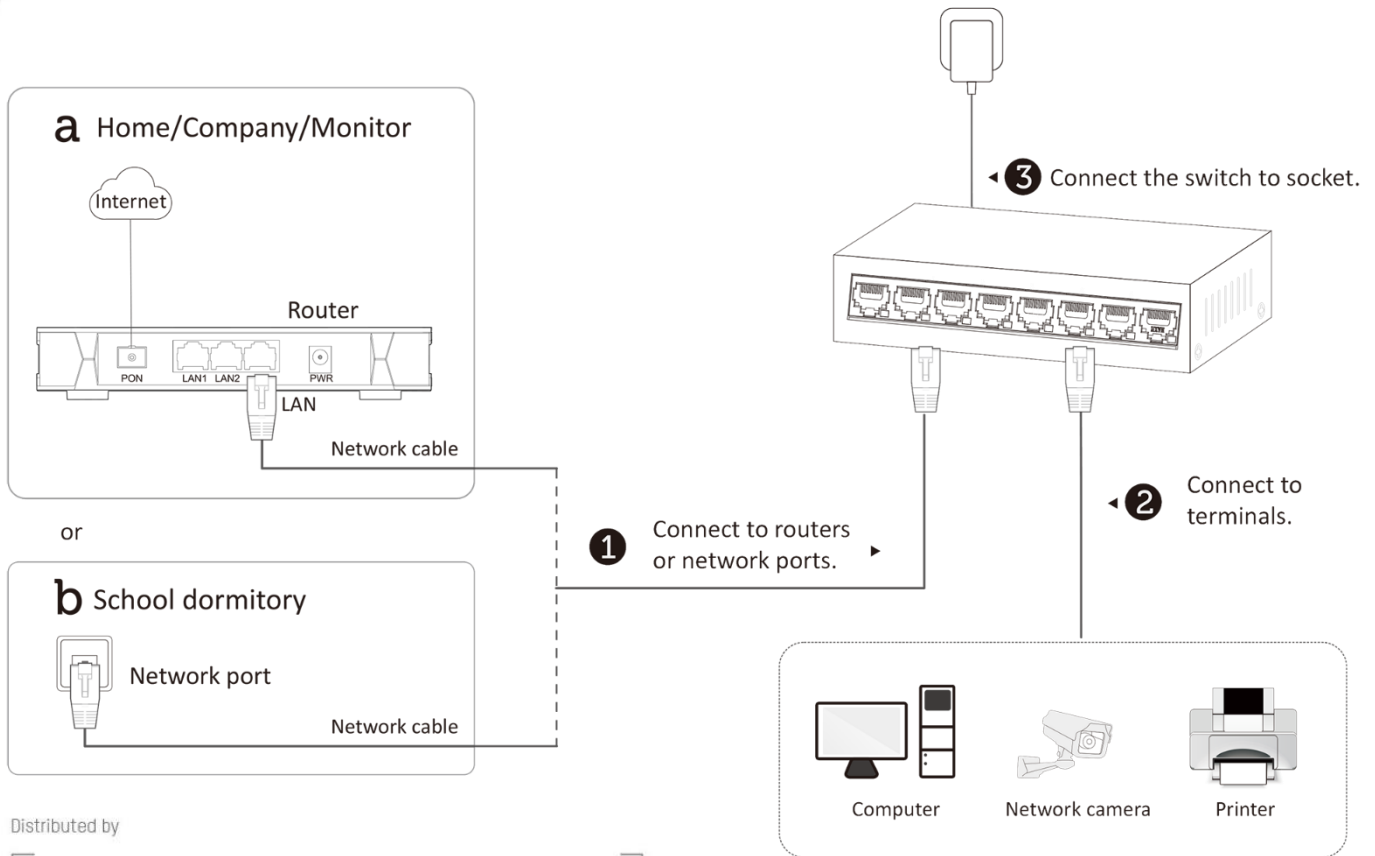 a Home/Company/Monitor
Internet
Router
PON
LAN1 LAN2
PWR
LAN
Network cable
or
b School dormitory
Network port
Network cable
3 Connect the switch to socket.
1 Connect to routers
or network ports.
2 Connect to
terminals.
Computer
Network camera
Printer
Distributed by